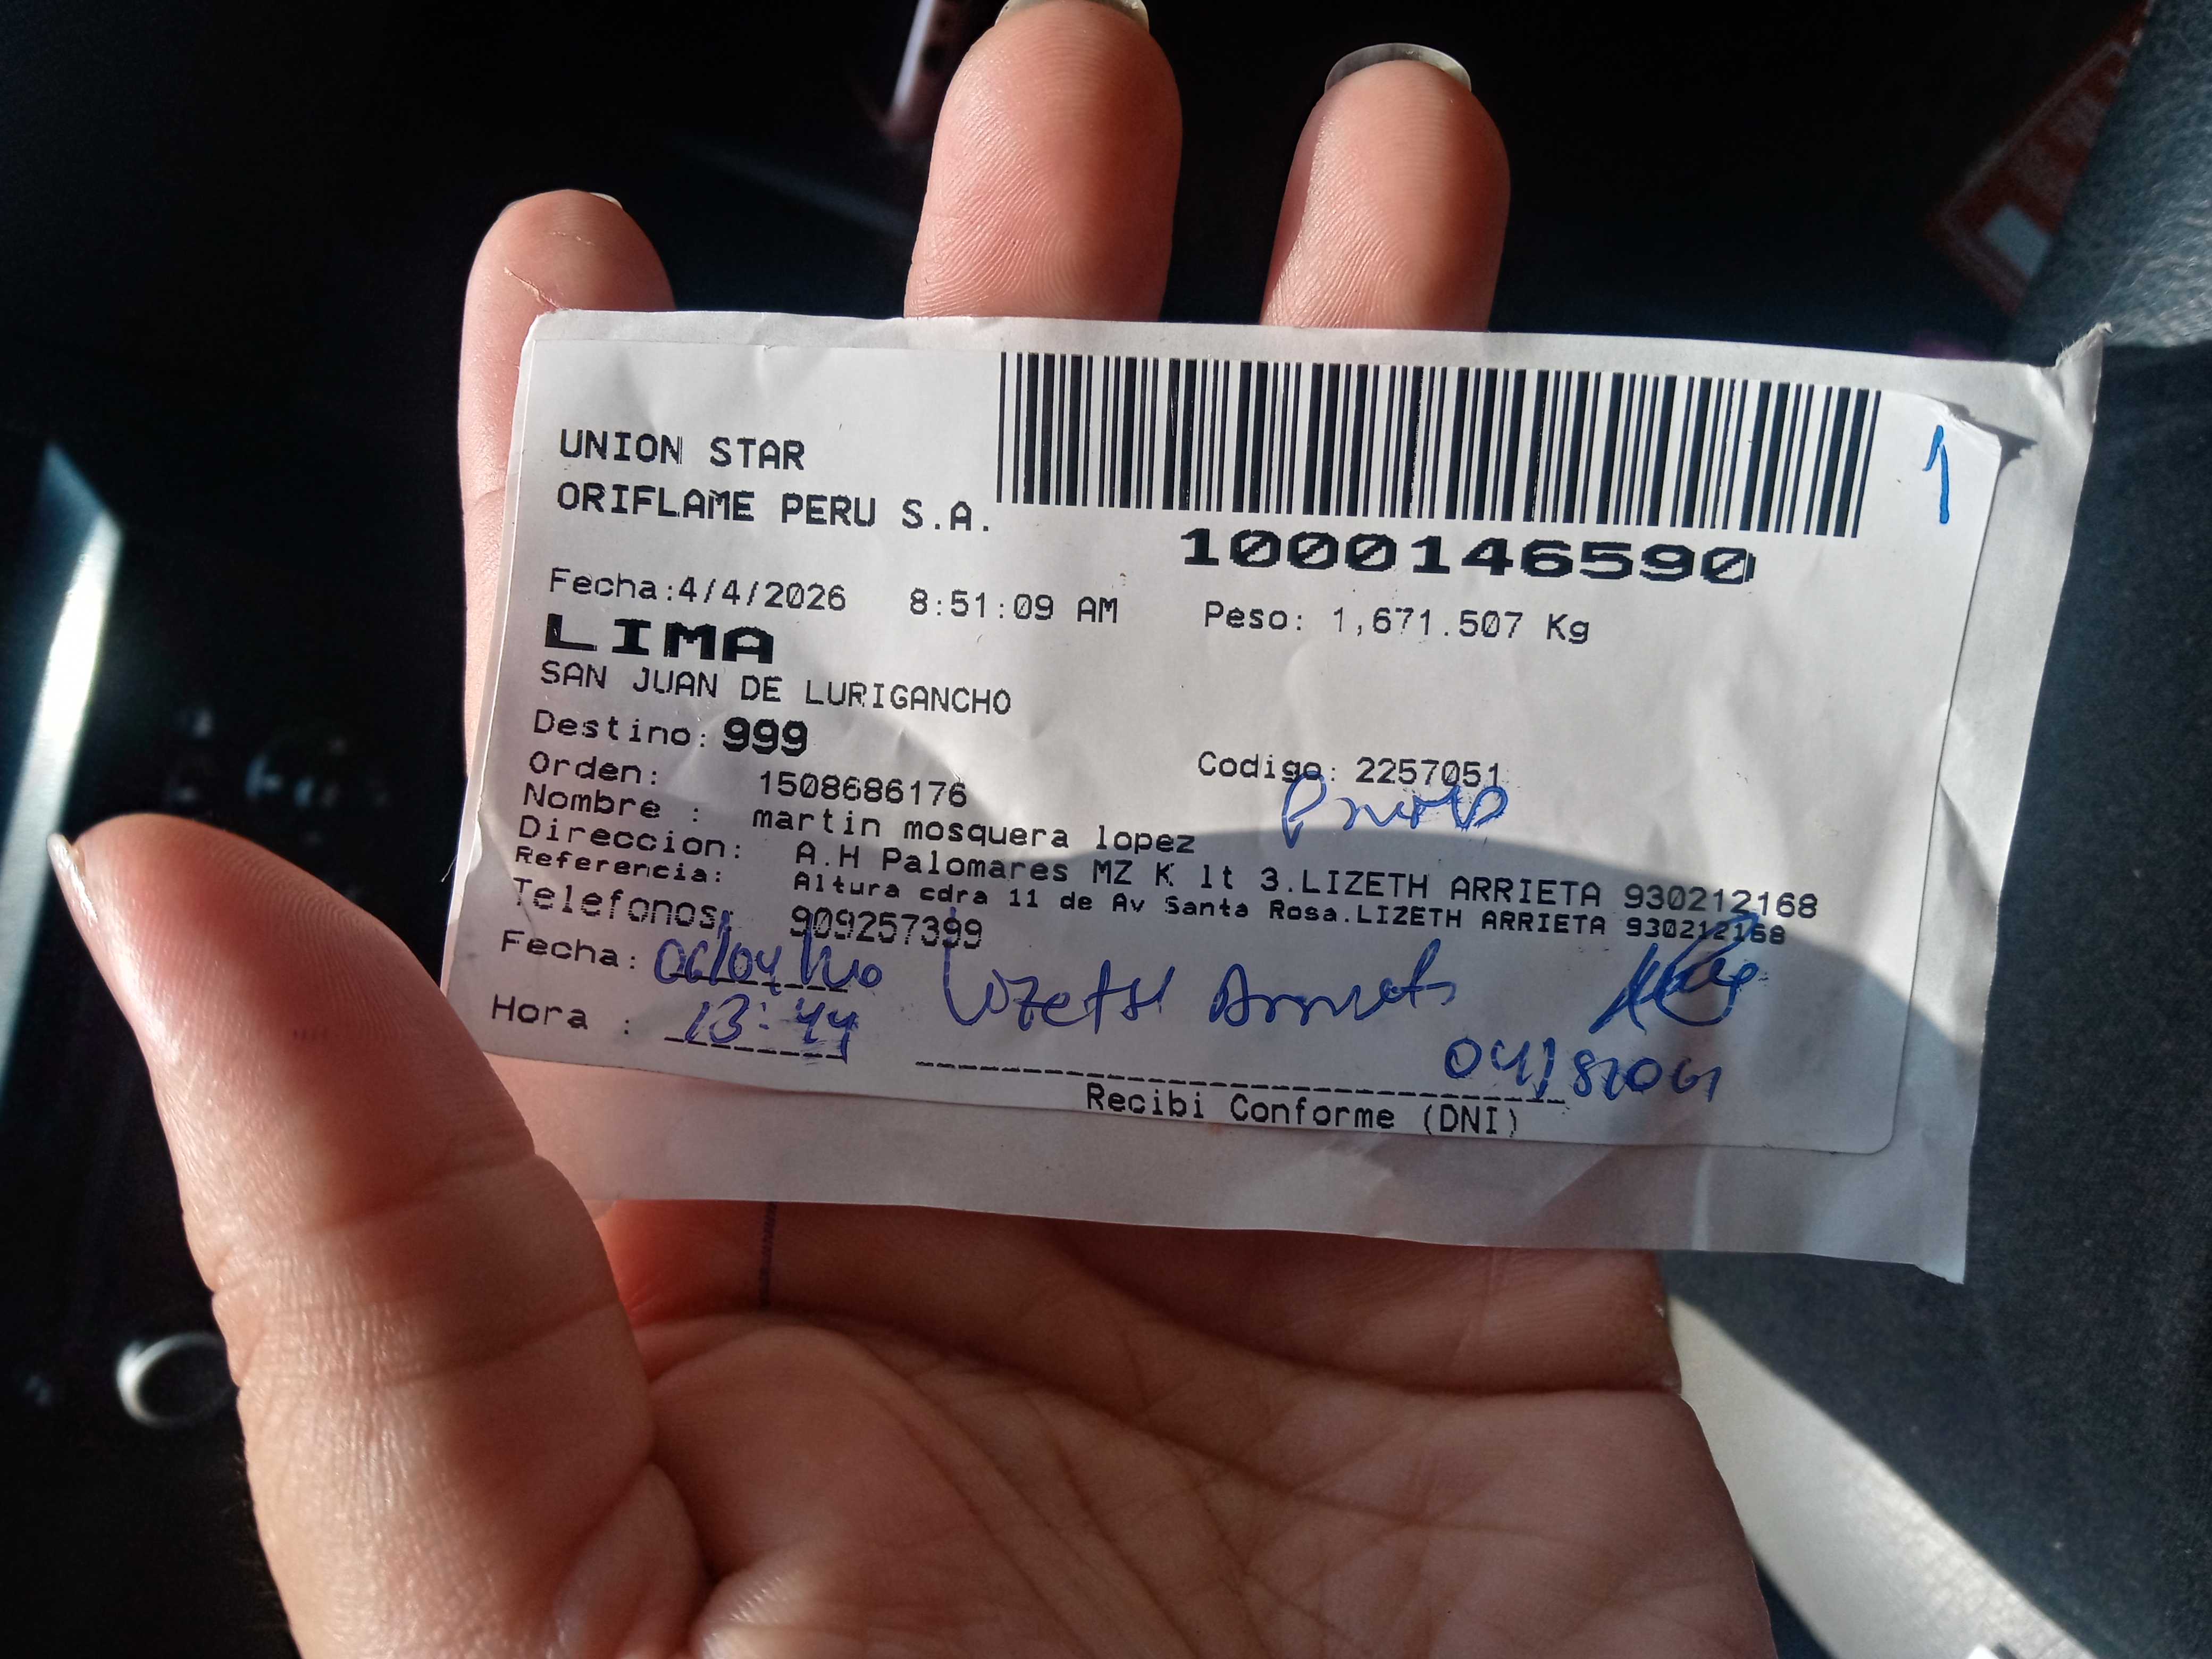 1
UNION STAR
ORIFLAME PERU S.A.
1000146590
Fecha:4/4/2026 8:51:09 AM Peso: 1,671.507 Kg
LIMA
SAN JUAN DE LURIGANCHO
Destino: 999
Codigo: 2257051
Orden: 1508686176
Nombre : martin mosquera lopez
Direccion: A.H Palomares MZ K lt 3.LIZETH ARRIETA 930212168
Referencia: Altura cdra 11 de Av Santa Rosa.LIZETH ARRIETA 930212168
Telefonos: 909257399
Fecha:
Hora : 13:44
Lizeth Arrieta
Recibi Conforme (DNI)